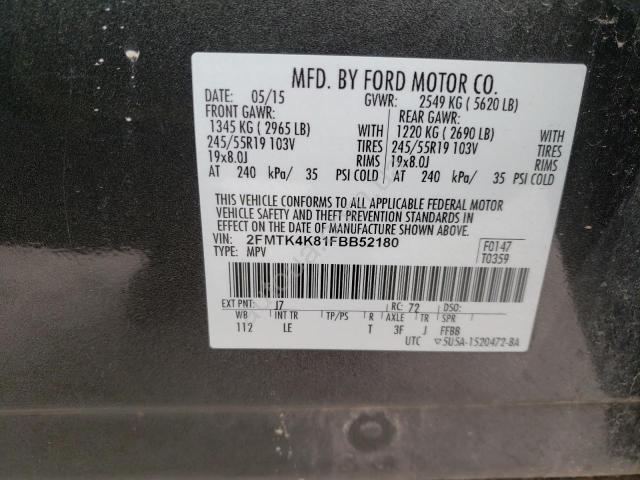 MFD. BY FORD MOTOR CO.
DATE: 05/15 GVWR: 2549 KG ( 5620 LB)
FRONT GAWR: REAR GAWR:
1345 KG ( 2965 LB) WITH 1220 KG ( 2690 LB) WITH
245/55R19 103V TIRES 245/55R19 103V TIRES
19x8.0J RIMS 19x8.0J RIMS
AT 240 kPa/ 35 PSI COLD AT 240 kPa/ 35 PSI COLD
THIS VEHICLE CONFORMS TO ALL APPLICABLE FEDERAL MOTOR
VEHICLE SAFETY AND THEFT PREVENTION STANDARDS IN
EFFECT ON THE DATE OF MANUFACTURE SHOWN ABOVE.
VIN: 2FMTK4K81FBB52180 F0147
TYPE: MPV T0359
EXT PNT: J7 RC: 72 DSO:
WB INT TR TP/PS R AXLE TR SPR
112 LE T 3F J FFBB
UTC ▽5U5A-1520472-BA